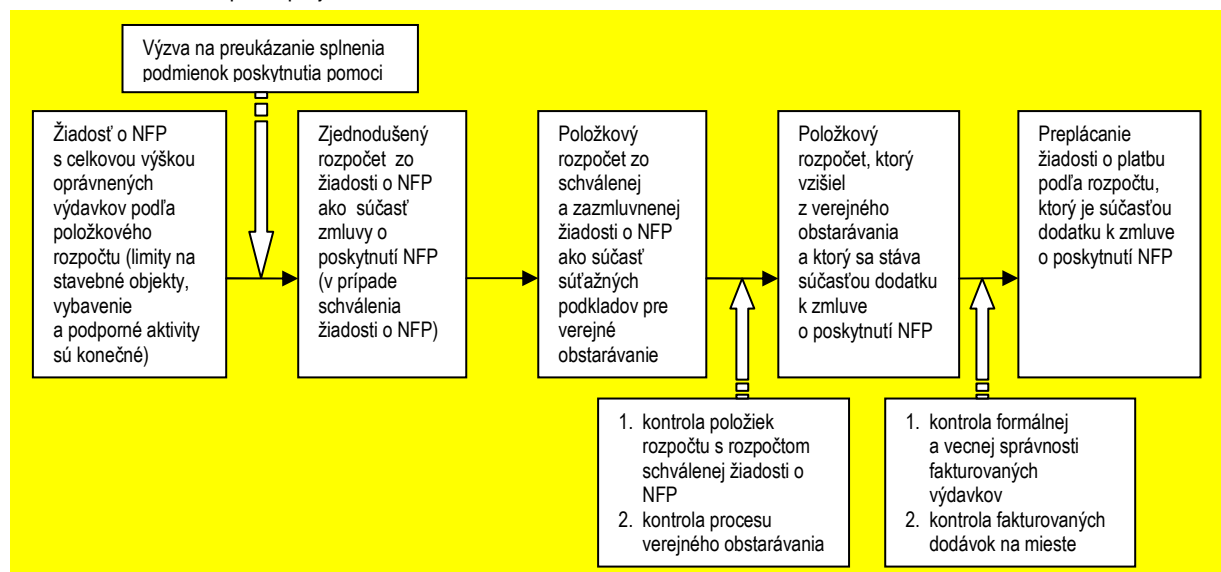 Výzva na preukázanie splnenia
podmienok poskytnutia pomoci
Žiadosť o NFP
s celkovou výškou
oprávnených
výdavkov podľa
položkového
rozpočtu (limity na
stavebné objekty,
vybavenie
a podporné aktivity
sú konečné)
Zjednodušený
rozpočet zo
žiadosti o NFP
ako súčasť
zmluvy o
poskytnutí NFP
(v prípade
schválenia
žiadosti o NFP)
Položkový
rozpočet zo
schválenej
a zazmluvnenej
žiadosti o NFP
ako súčasť
súťažných
podkladov pre
verejné
obstarávanie
Položkový
rozpočet, ktorý
vzišiel
z verejného
obstarávania
a ktorý sa stáva
súčasťou dodatku
k zmluve
o poskytnutí NFP
Preplácanie
žiadosti o platbu
podľa rozpočtu,
ktorý je súčasťou
dodatku k zmluve
o poskytnutí NFP
1. kontrola položiek
rozpočtu s rozpočtom
schválenej žiadosti o
NFP
2. kontrola procesu
verejného obstarávania
1. kontrola formálnej
a vecnej správnosti
fakturovaných
výdavkov
2. kontrola fakturovaných
dodávok na mieste